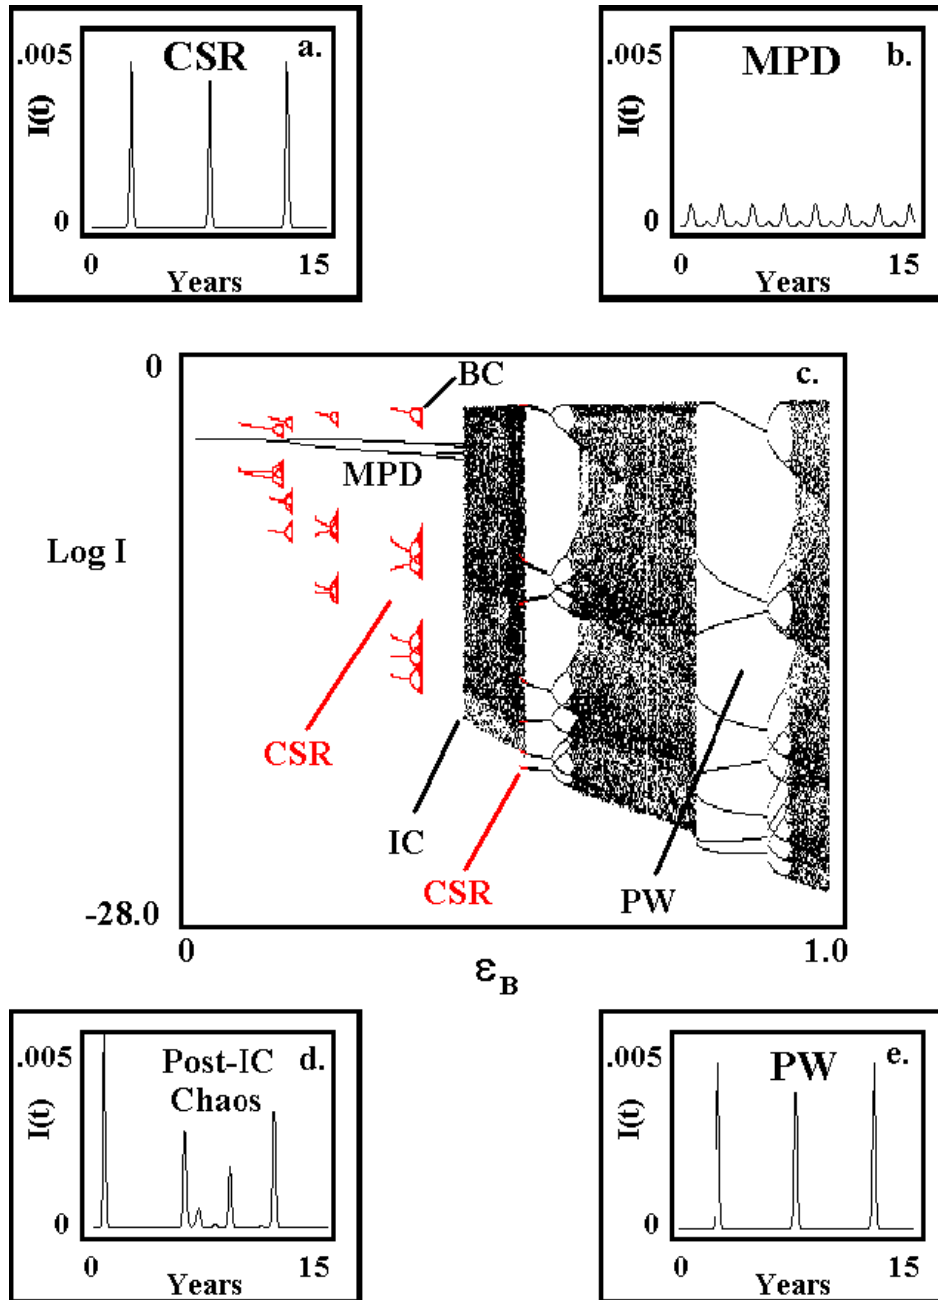 CSR a.
.005
I(t)
0
0 15
Years
MPD b.
.005
I(t)
0
0 15
Years
0
c.
BC
MPD
Log I
CSR
IC
CSR
PW
-28.0
0 1.0
εB
Post-IC d.
Chaos
.005
I(t)
0
0 15
Years
PW e.
.005
I(t)
0
0 15
Years